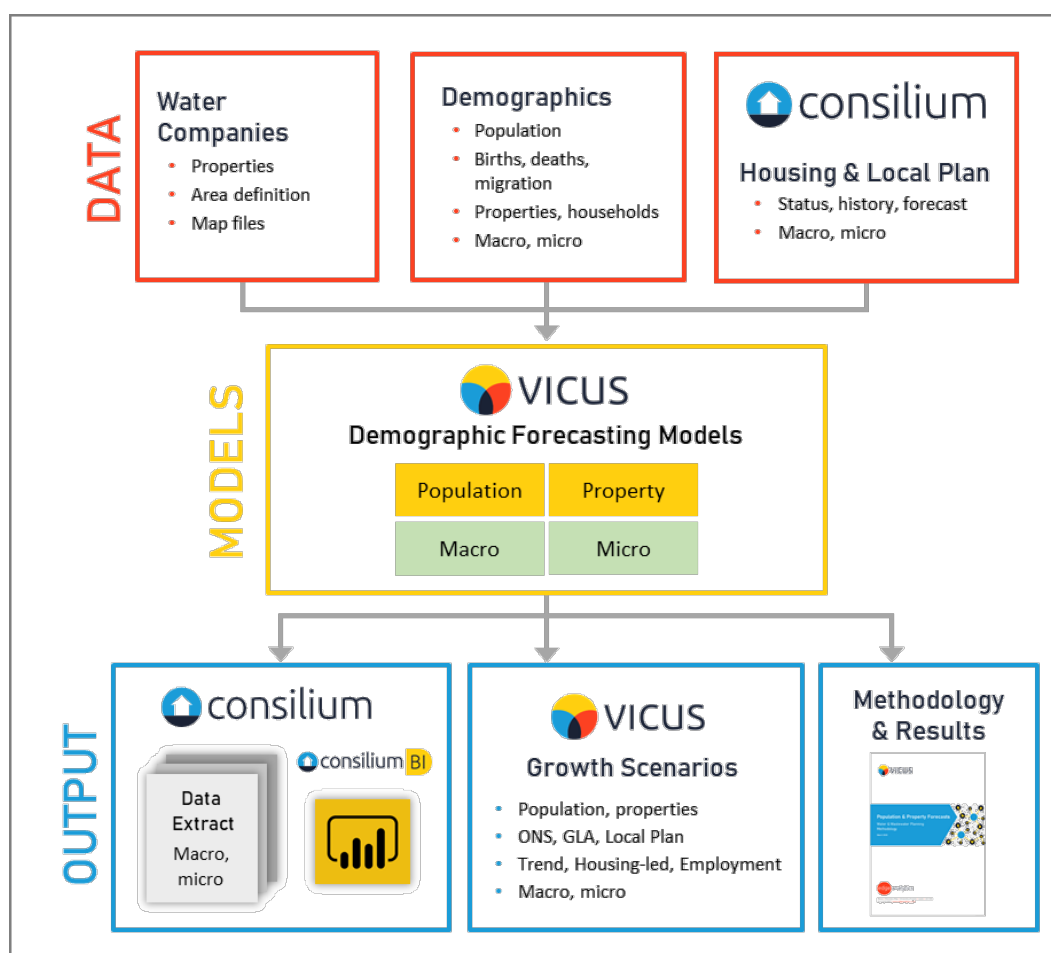 DATA
Water
Companies
• Properties
• Area definition
• Map files
Demographics
• Population
• Births, deaths,
migration
• Properties, households
• Macro, micro
consilium
Housing & Local Plan
• Status, history, forecast
• Macro, micro
MODELS
VICUS
Demographic Forecasting Models
Population
Property
Macro
Micro
OUTPUT
consilium
consilium BI
Data
Extract
Macro,
micro
VICUS
Growth Scenarios
• Population, properties
• ONS, GLA, Local Plan
• Trend, Housing-led, Employment
• Macro, micro
Methodology
& Results
VICUS
Population & Property Forecasts
Methodology